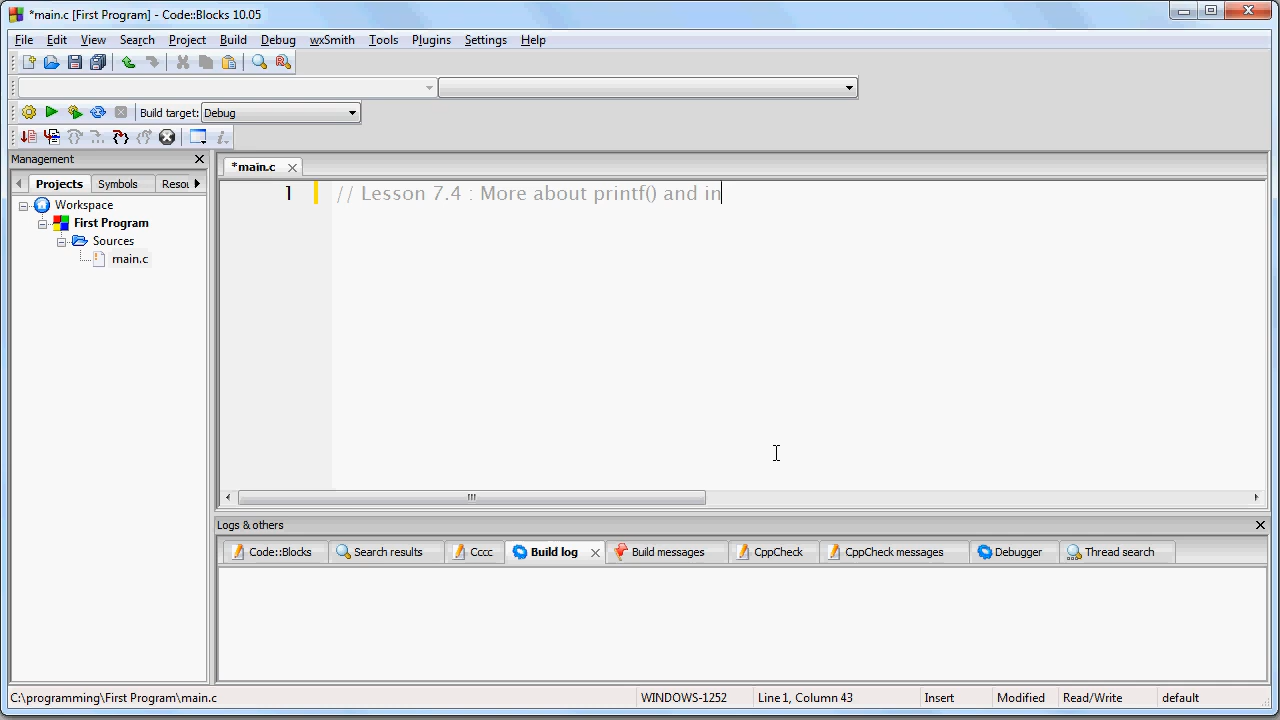 *main.c [First Program] - Code::Blocks 10.05
File Edit View Search Project Build Debug wxSmith Tools Plugins Settings Help
Build target: Debug
Management
*main.c
Projects Symbols Resou
1 // Lesson 7.4 : More about printf() and in
Workspace
First Program
Sources
main.c
Logs & others
Code::Blocks Search results Cccc Build log Build messages CppCheck CppCheck messages Debugger Thread search
C:\programming\First Program\main.c WINDOWS-1252 Line 1, Column 43 Insert Modified Read/Write default